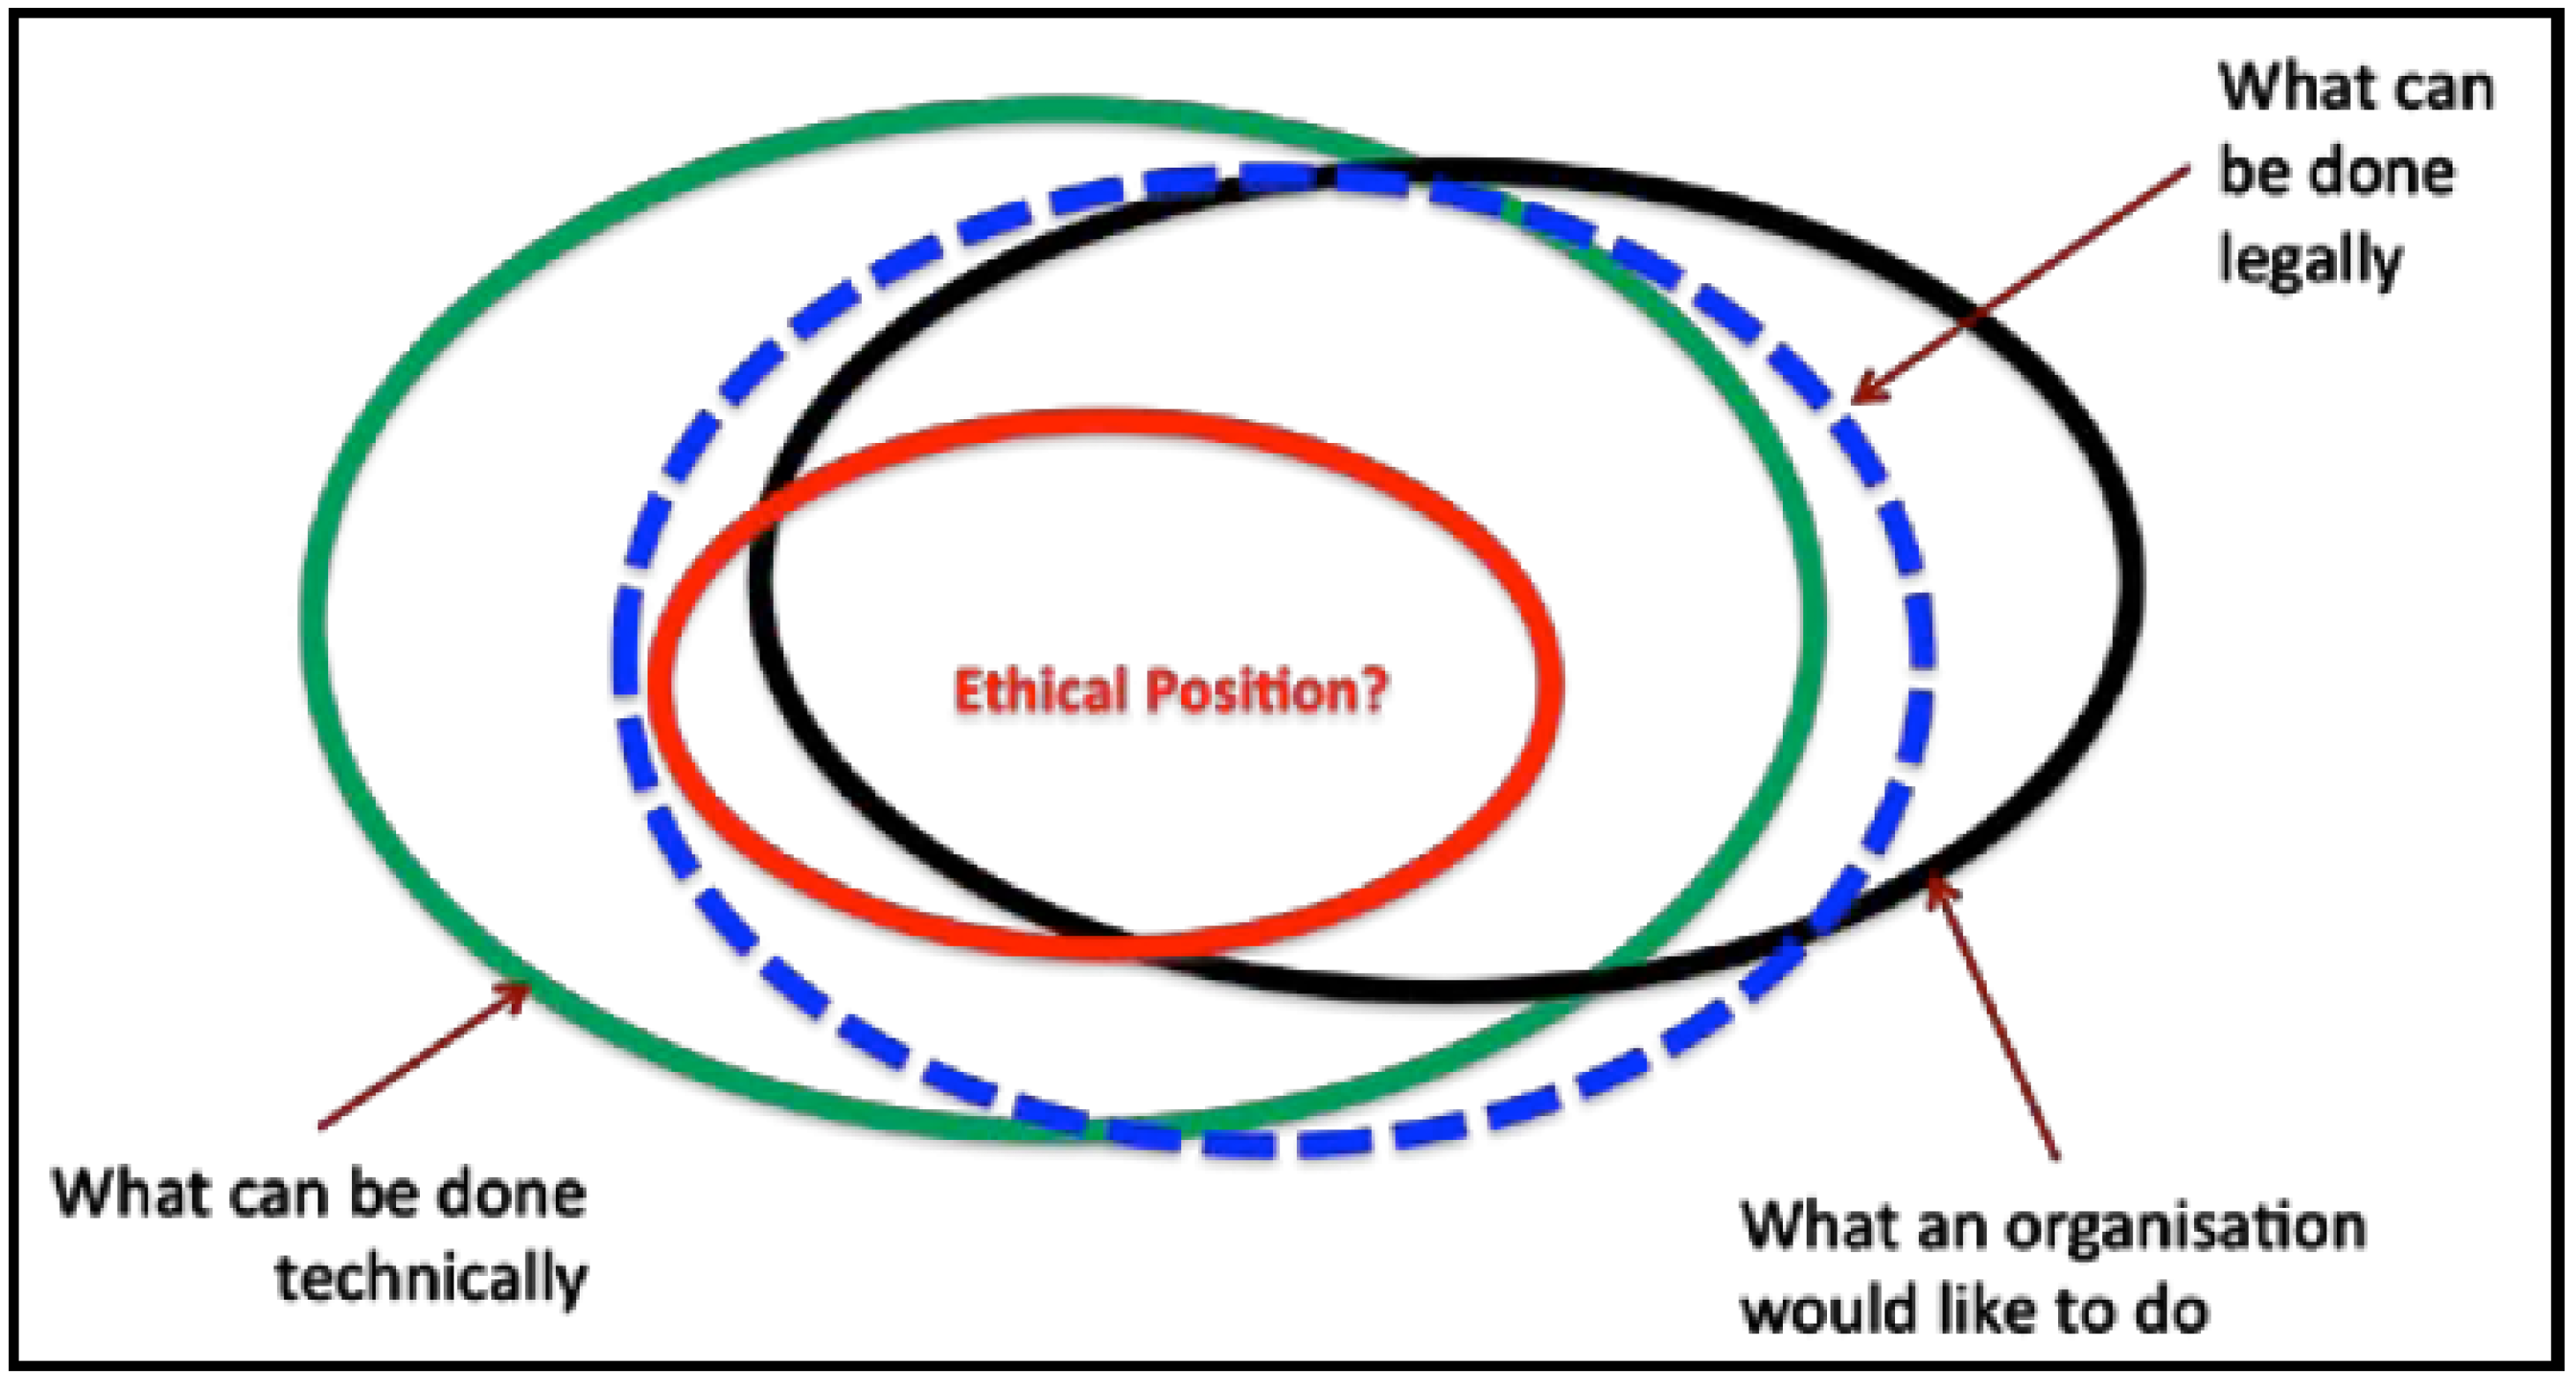 What can
be done
legally
Ethical Position?
What can be done
technically
What an organisation
would like to do